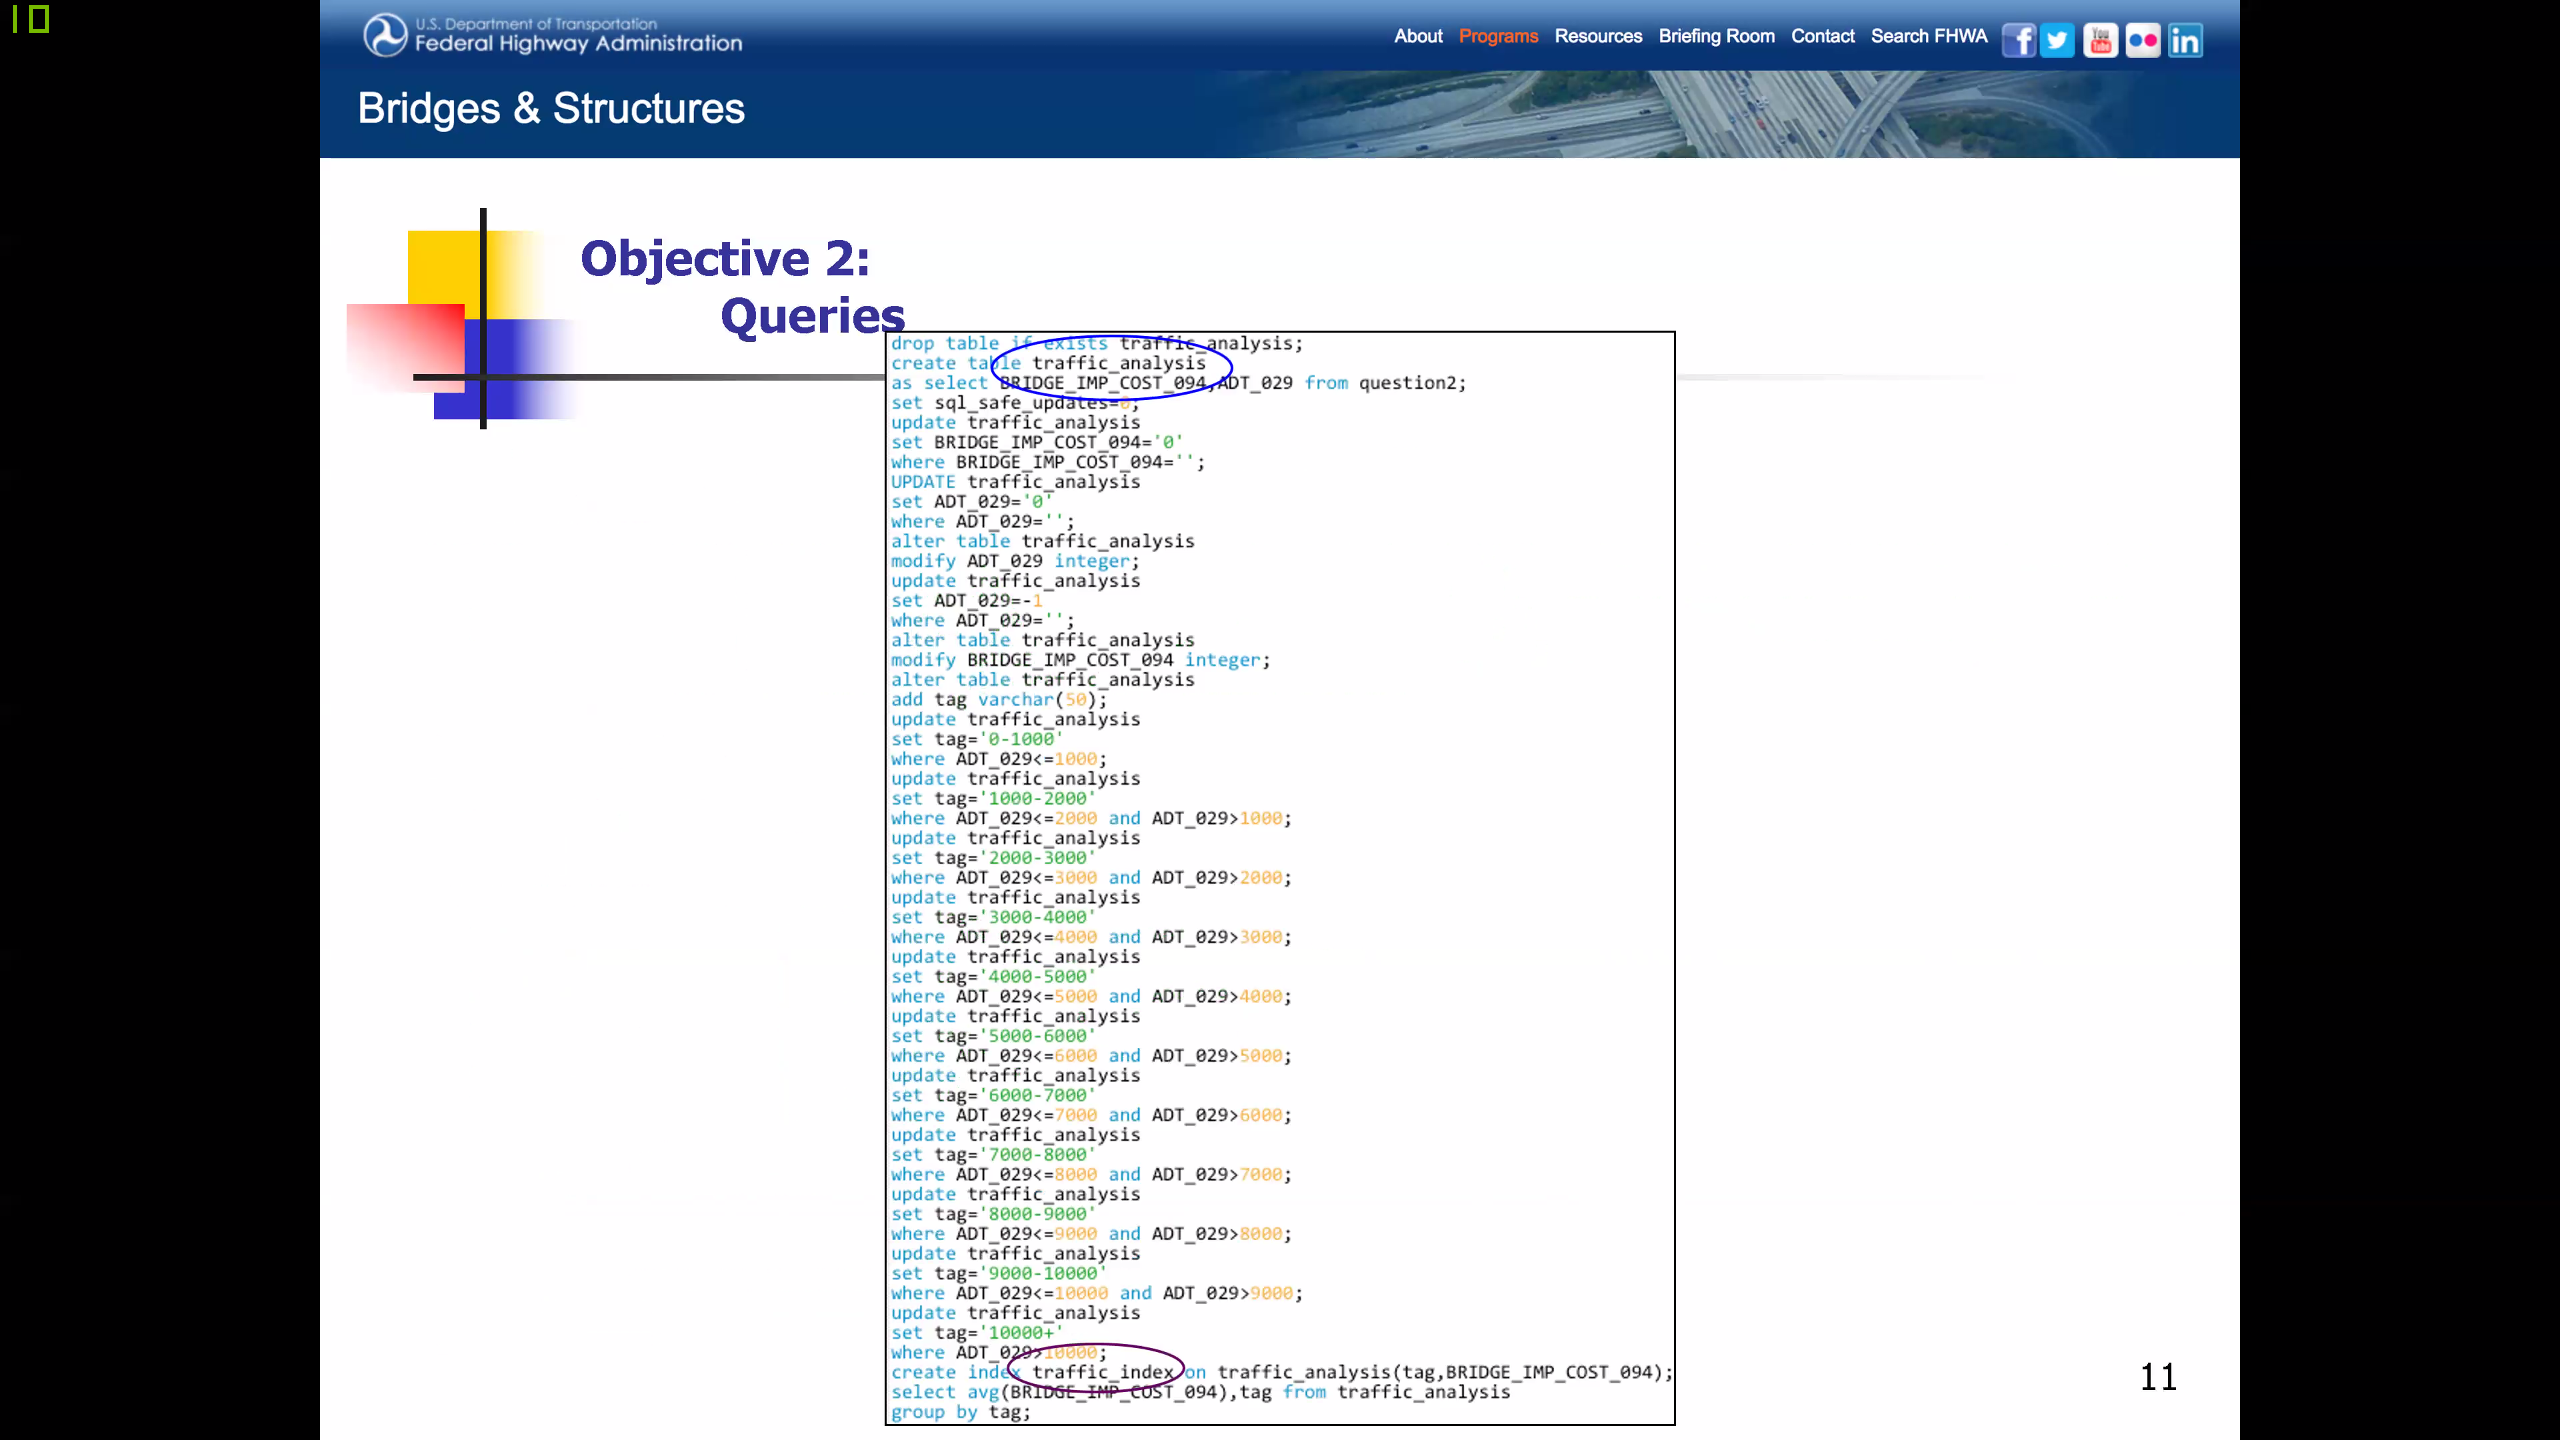 10
U.S. Department of Transportation
Federal Highway Administration
About Programs Resources Briefing Room Contact Search FHWA
Bridges & Structures
Objective 2:
Queries
drop table if exists traffic_analysis;
create table traffic_analysis
as select BRIDGE_IMP_COST_094,ADT_029 from question2;
set sql_safe_updates=0;
update traffic_analysis
set BRIDGE_IMP_COST_094='0'
where BRIDGE_IMP_COST_094='';
UPDATE traffic_analysis
set ADT_029='0'
where ADT_029='';
alter table traffic_analysis
modify ADT_029 integer;
update traffic_analysis
set ADT_029=-1
where ADT_029='';
alter table traffic_analysis
modify BRIDGE_IMP_COST_094 integer;
alter table traffic_analysis
add tag varchar(50);
update traffic_analysis
set tag='0-1000'
where ADT_029<=1000;
update traffic_analysis
set tag='1000-2000'
where ADT_029<=2000 and ADT_029>1000;
update traffic_analysis
set tag='2000-3000'
where ADT_029<=3000 and ADT_029>2000;
update traffic_analysis
set tag='3000-4000'
where ADT_029<=4000 and ADT_029>3000;
update traffic_analysis
set tag='4000-5000'
where ADT_029<=5000 and ADT_029>4000;
update traffic_analysis
set tag='5000-6000'
where ADT_029<=6000 and ADT_029>5000;
update traffic_analysis
set tag='6000-7000'
where ADT_029<=7000 and ADT_029>6000;
update traffic_analysis
set tag='7000-8000'
where ADT_029<=8000 and ADT_029>7000;
update traffic_analysis
set tag='8000-9000'
where ADT_029<=9000 and ADT_029>8000;
update traffic_analysis
set tag='9000-10000'
where ADT_029<=10000 and ADT_029>9000;
update traffic_analysis
set tag='10000+'
where ADT_029>10000;
create index traffic_index on traffic_analysis(tag,BRIDGE_IMP_COST_094);
select avg(BRIDGE_IMP_COST_094),tag from traffic_analysis
group by tag;
11